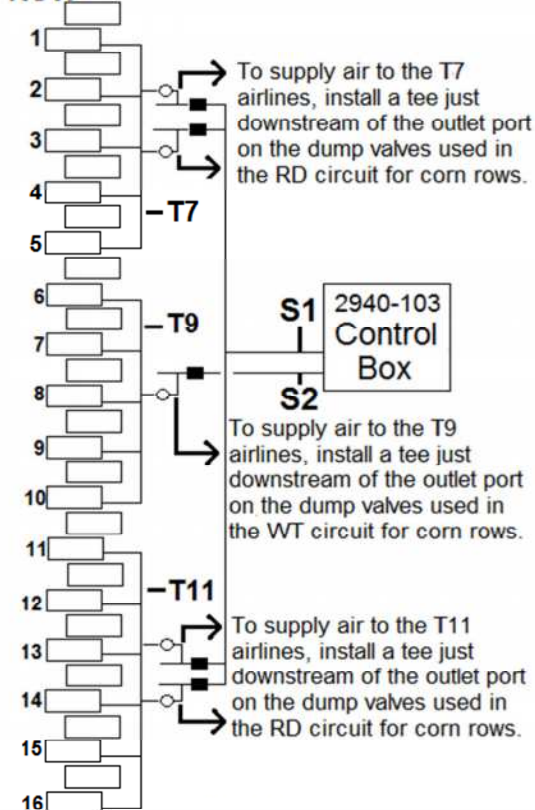 1
2
3
4
5
6
7
8
9
10
11
12
13
14
15
16
To supply air to the T7
airlines, install a tee just
downstream of the outlet port
on the dump valves used in
the RD circuit for corn rows.
T7
T9
S1
2940-103
Control
Box
S2
To supply air to the T9
airlines, install a tee just
downstream of the outlet port
on the dump valves used in
the WT circuit for corn rows.
T11
To supply air to the T11
airlines, install a tee just
downstream of the outlet port
on the dump valves used in
the RD circuit for corn rows.